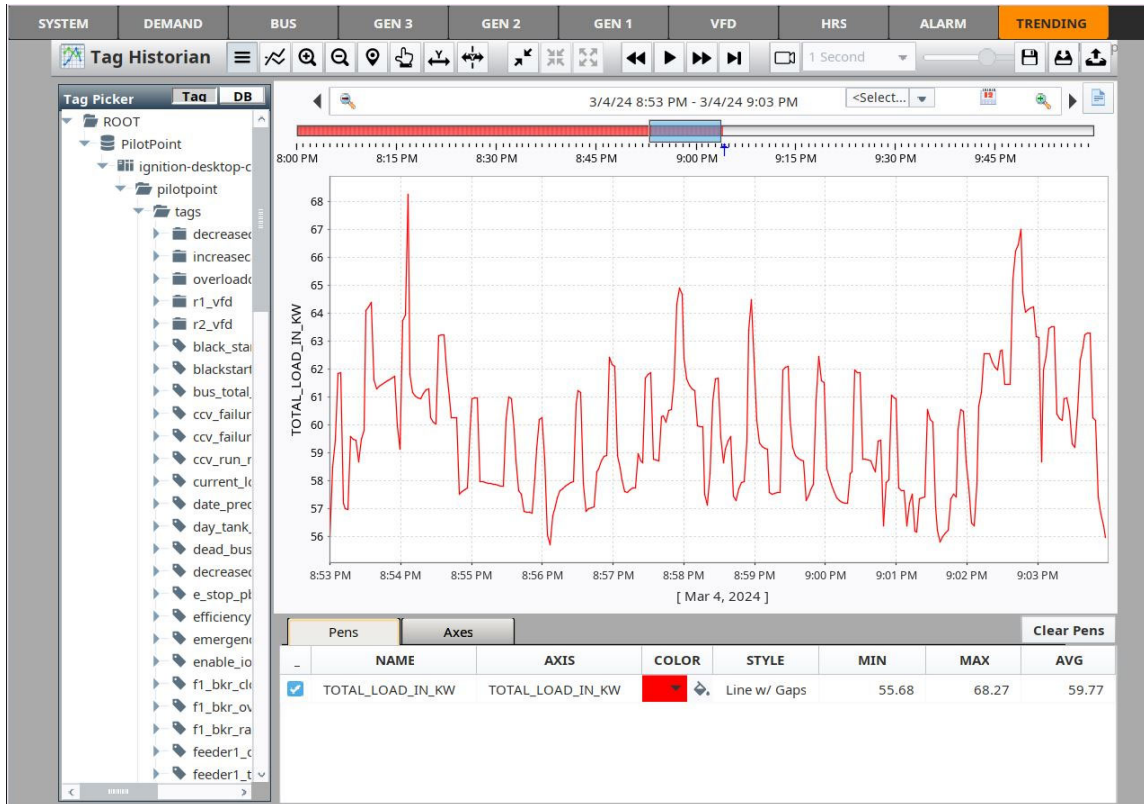 SYSTEM DEMAND BUS GEN 3 GEN 2 GEN 1 VFD HRS ALARM TRENDING
Tag Historian 1 Second
Tag Picker Tag DB
ROOT
PilotPoint
ignition-desktop-c
pilotpoint
tags
decreased
increased
overload
r1_vfd
r2_vfd
black_sta
blackstart
bus_total_
ccv_failur
ccv_failur
ccv_run_r
current_lo
date_pred
day_tank_
dead_bus
decreased
e_stop_pl
efficiency
emergen
enable_io
f1_bkr_cl
f1_bkr_ov
f1_bkr_ra
feeder1_c
feeder1_t
3/4/24 8:53 PM - 3/4/24 9:03 PM <Select...
8:00 PM 8:15 PM 8:30 PM 8:45 PM 9:00 PM 9:15 PM 9:30 PM 9:45 PM
TOTAL_LOAD_IN_KW
68
67
66
65
64
63
62
61
60
59
58
57
56
8:53 PM 8:54 PM 8:55 PM 8:56 PM 8:57 PM 8:58 PM 8:59 PM 9:00 PM 9:01 PM 9:02 PM 9:03 PM
[ Mar 4, 2024 ]
Pens Axes Clear Pens
NAME AXIS COLOR STYLE MIN MAX AVG
TOTAL_LOAD_IN_KW TOTAL_LOAD_IN_KW Line w/ Gaps 55.68 68.27 59.77